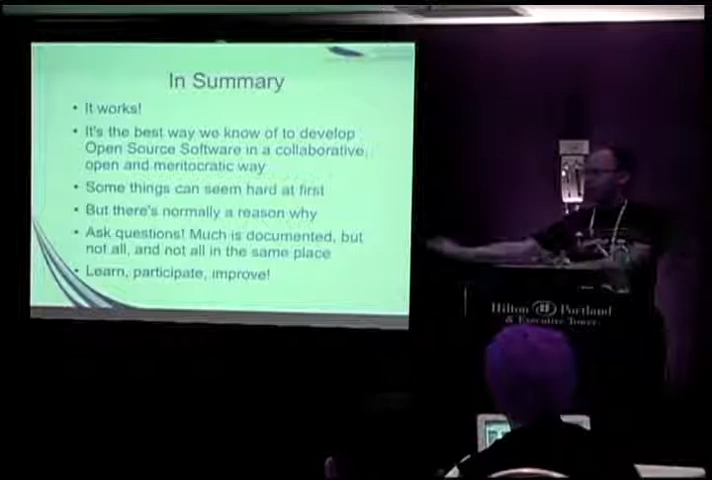 In Summary
• It works!
• It's the best way we know of to develop
Open Source Software in a collaborative,
open and meritocratic way
• Some things can seem hard at first
• But there's normally a reason why
• Ask questions! Much is documented, but
not all, and not all in the same place
• Learn, participate, improve!
Hilton Portland
& Executive Tower